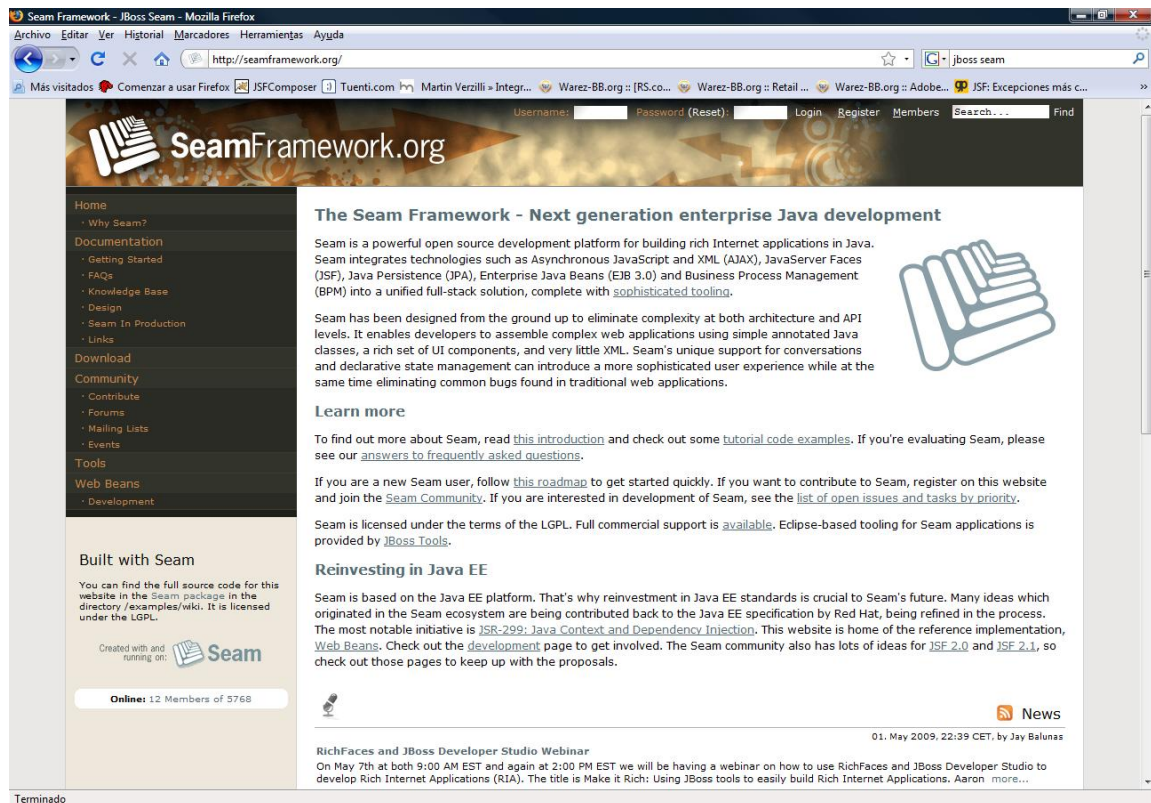 Seam Framework - JBoss Seam - Mozilla Firefox
Archivo Editar Ver Historial Marcadores Herramientas Ayuda
http://seamframework.org/
jboss seam
Más visitados Comenzar a usar Firefox JSFComposer Tuenti.com Martin Verzilli » Integr... Warez-BB.org :: [RS.co... Warez-BB.org :: Retail ... Warez-BB.org :: Adobe... JSF: Excepciones más c... »
Username: Password (Reset): Login Register Members Search... Find
SeamFramework.org
Home
· Why Seam?
Documentation
· Getting Started
· FAQs
· Knowledge Base
· Design
· Seam In Production
· Links
Download
Community
· Contribute
· Forums
· Mailing Lists
· Events
Tools
Web Beans
· Development
Built with Seam
You can find the full source code for this
website in the Seam package in the
directory /examples/wiki. It is licensed
under the LGPL.
Created with and
running on:
Seam
Online: 12 Members of 5768
The Seam Framework - Next generation enterprise Java development
Seam is a powerful open source development platform for building rich Internet applications in Java.
Seam integrates technologies such as Asynchronous JavaScript and XML (AJAX), JavaServer Faces
(JSF), Java Persistence (JPA), Enterprise Java Beans (EJB 3.0) and Business Process Management
(BPM) into a unified full-stack solution, complete with sophisticated tooling.
Seam has been designed from the ground up to eliminate complexity at both architecture and API
levels. It enables developers to assemble complex web applications using simple annotated Java
classes, a rich set of UI components, and very little XML. Seam's unique support for conversations
and declarative state management can introduce a more sophisticated user experience while at the
same time eliminating common bugs found in traditional web applications.
Learn more
To find out more about Seam, read this introduction and check out some tutorial code examples. If you're evaluating Seam, please
see our answers to frequently asked questions.
If you are a new Seam user, follow this roadmap to get started quickly. If you want to contribute to Seam, register on this website
and join the Seam Community. If you are interested in development of Seam, see the list of open issues and tasks by priority.
Seam is licensed under the terms of the LGPL. Full commercial support is available. Eclipse-based tooling for Seam applications is
provided by JBoss Tools.
Reinvesting in Java EE
Seam is based on the Java EE platform. That's why reinvestment in Java EE standards is crucial to Seam's future. Many ideas which
originated in the Seam ecosystem are being contributed back to the Java EE specification by Red Hat, being refined in the process.
The most notable initiative is JSR-299: Java Context and Dependency Injection. This website is home of the reference implementation,
Web Beans. Check out the development page to get involved. The Seam community also has lots of ideas for JSF 2.0 and JSF 2.1, so
check out those pages to keep up with the proposals.
News
01. May 2009, 22:39 CET, by Jay Balunas
RichFaces and JBoss Developer Studio Webinar
On May 7th at both 9:00 AM EST and again at 2:00 PM EST we will be having a webinar on how to use RichFaces and JBoss Developer Studio to
develop Rich Internet Applications (RIA). The title is Make it Rich: Using JBoss tools to easily build Rich Internet Applications. Aaron more...
Terminado